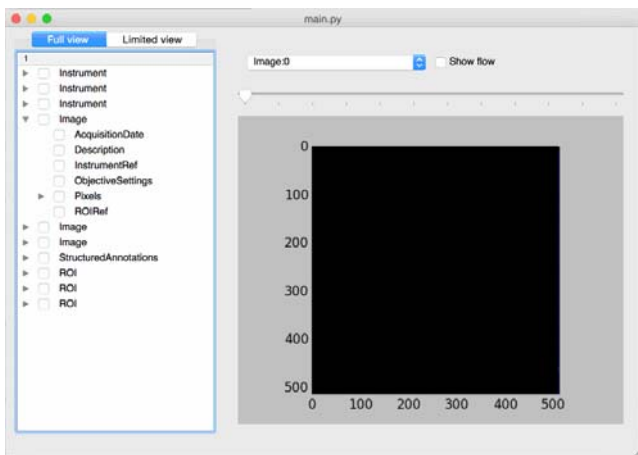 main.py
Full view Limited view
1
Instrument
Instrument
Instrument
Image
AcquisitionDate
Description
InstrumentRef
ObjectiveSettings
Pixels
ROIRef
Image
Image
StructuredAnnotations
ROI
ROI
ROI
Image:0
Show flow
0
100
200
300
400
500
0 100 200 300 400 500